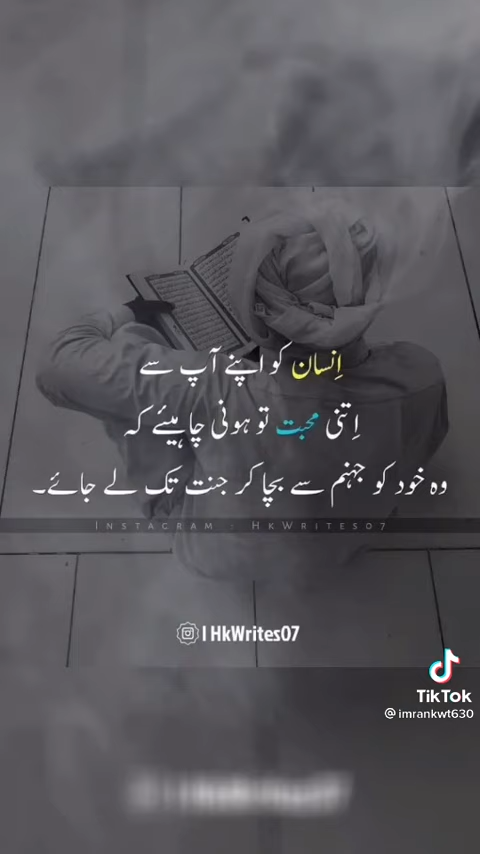 اِنسان کو اپنے آپ سے
اِتنی محبت تو ہونی چاہیئے کہ
وہ خود کو جہنم سے بچا کر جنت تک لے جائے۔
INSTAGRAM : HKWRITES07
I HkWrites07
TikTok
@imrankwt630